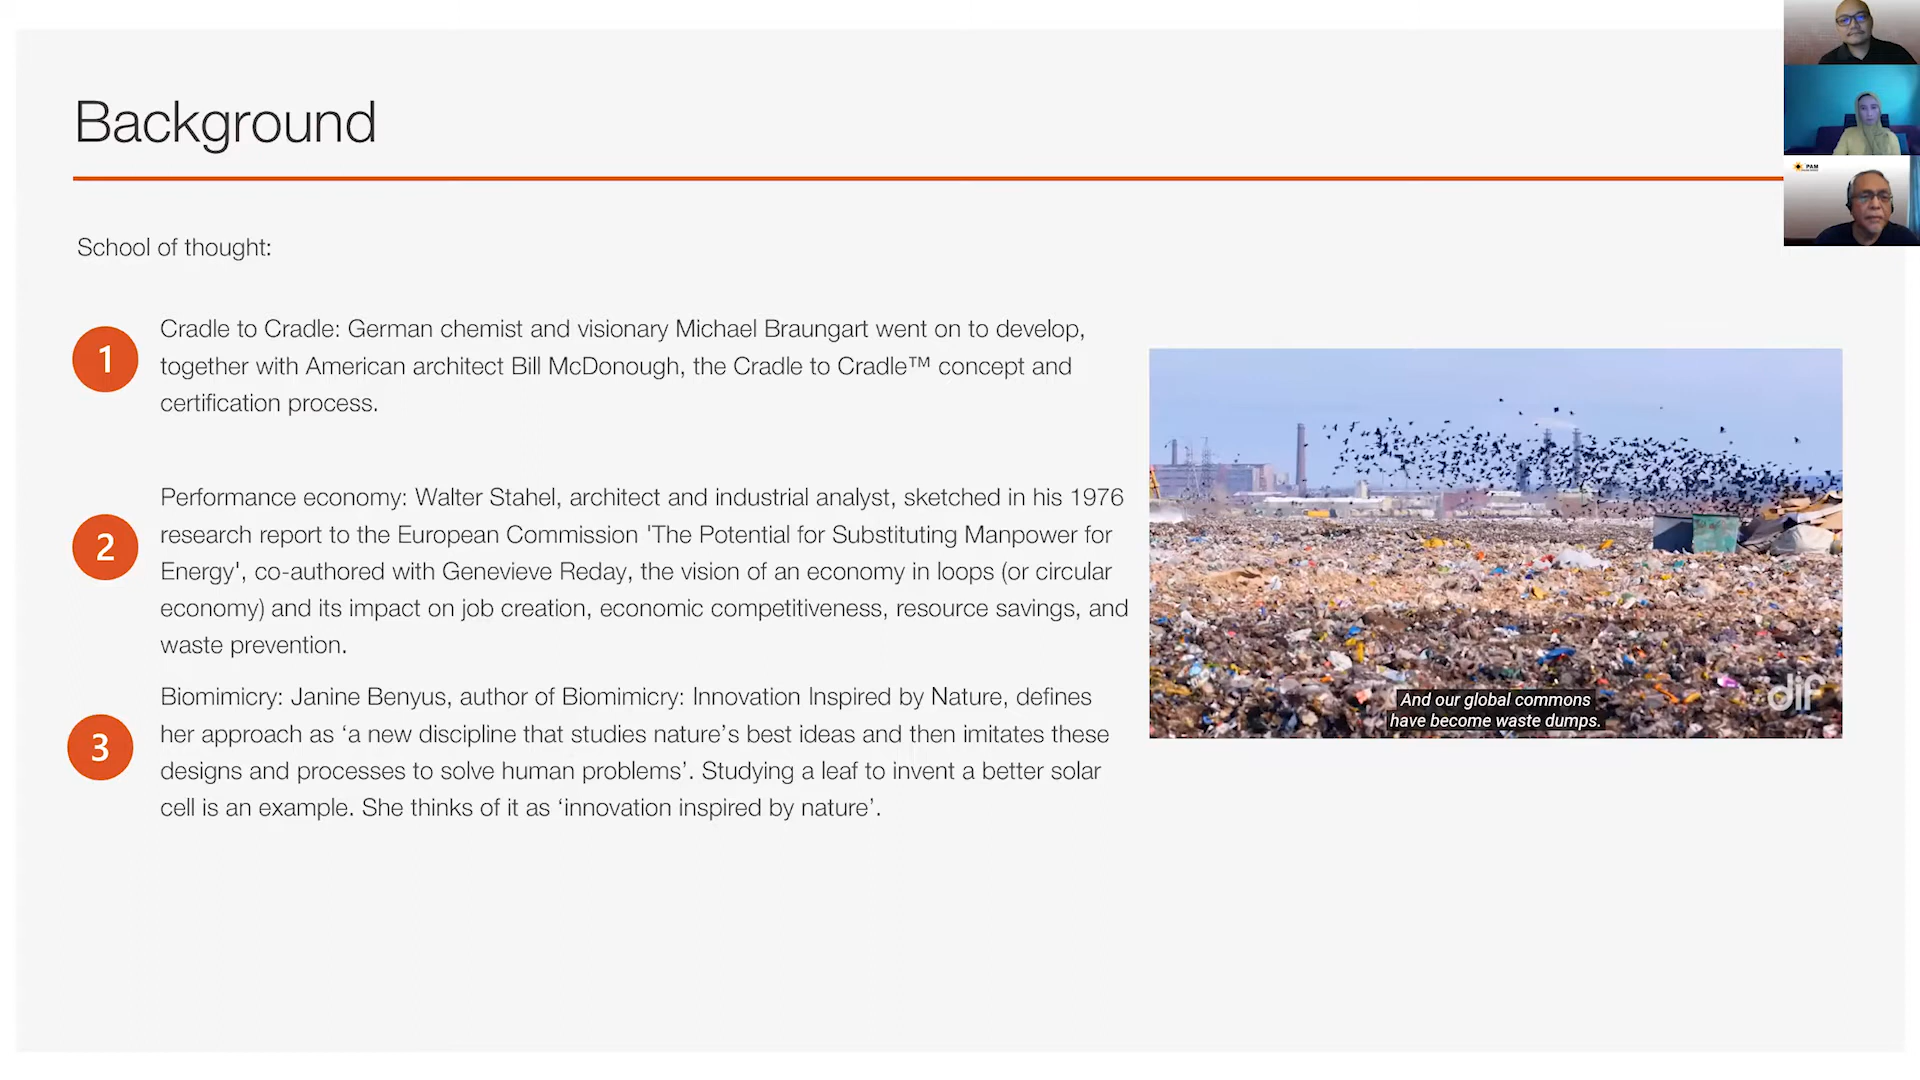 Background
PAM
School of thought:
1
Cradle to Cradle: German chemist and visionary Michael Braungart went on to develop,
together with American architect Bill McDonough, the Cradle to Cradle™ concept and
certification process.
2
Performance economy: Walter Stahel, architect and industrial analyst, sketched in his 1976
research report to the European Commission 'The Potential for Substituting Manpower for
Energy', co-authored with Genevieve Reday, the vision of an economy in loops (or circular
economy) and its impact on job creation, economic competitiveness, resource savings, and
waste prevention.
3
Biomimicry: Janine Benyus, author of Biomimicry: Innovation Inspired by Nature, defines
her approach as ‘a new discipline that studies nature’s best ideas and then imitates these
designs and processes to solve human problems’. Studying a leaf to invent a better solar
cell is an example. She thinks of it as ‘innovation inspired by nature’.
And our global commons
have become waste dumps.
dif